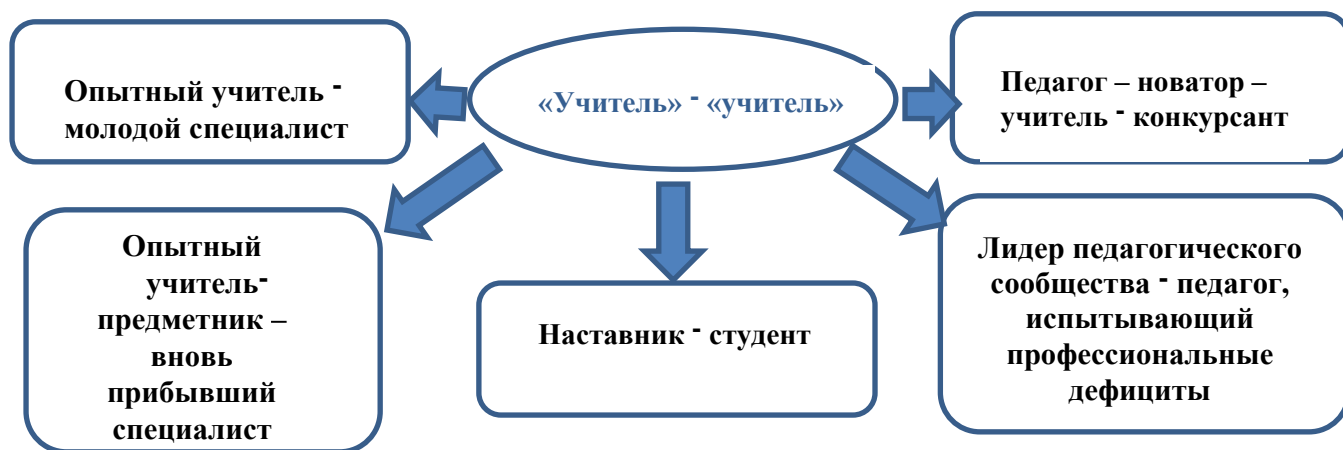 «Учитель» - «учитель»
Опытный учитель -
молодой специалист
Педагог – новатор –
учитель - конкурсант
Опытный
учитель-
предметник –
вновь
прибывший
специалист
Наставник - студент
Лидер педагогического
сообщества - педагог,
испытывающий
профессиональные
дефициты